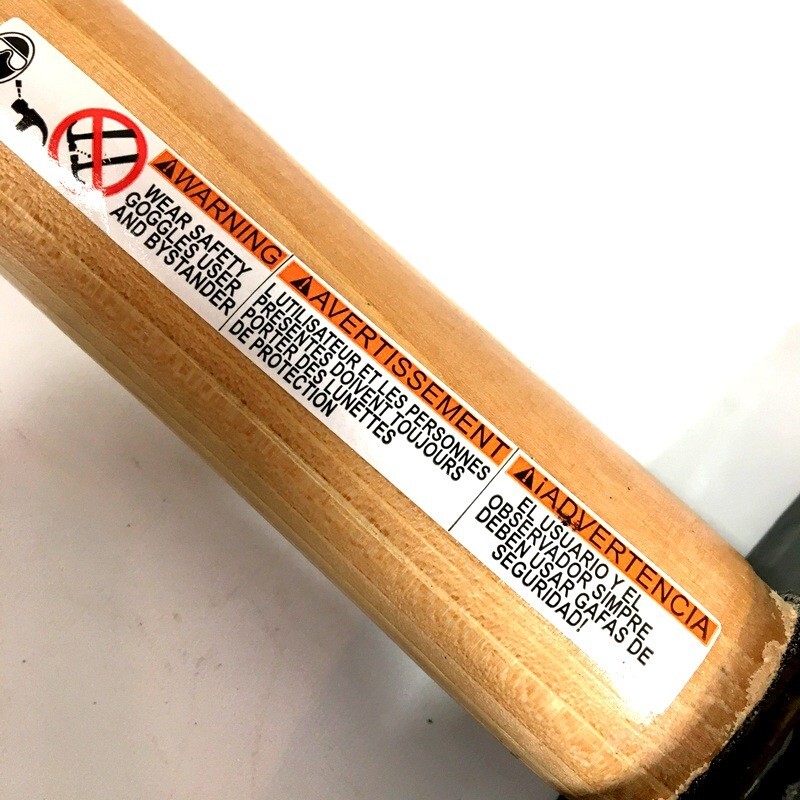 WARNING
WEAR SAFETY
GOGGLES USER
AND BYSTANDER
AVERTISSEMENT
L UTILISATEUR ET LES PERSONNES
PRESENTES DOIVENT TOUJOURS
PORTER DES LUNETTES
DE PROTECTION
¡ADVERTENCIA
EL USUARIO Y EL
OBSERVADOR SIMPRE
DEBEN USAR GAFAS DE
SEGURIDAD!